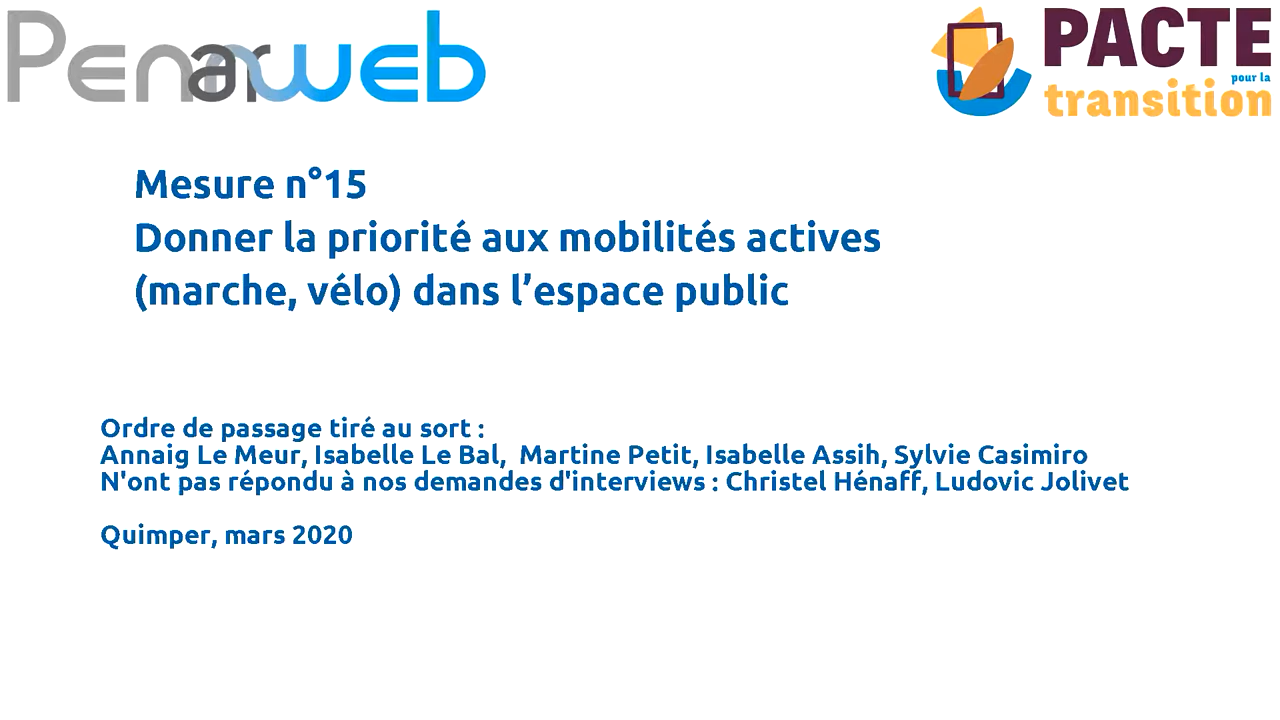 Penarweb
PACTE
pour la
transition
Mesure n°15
Donner la priorité aux mobilités actives
(marche, vélo) dans l’espace public
Ordre de passage tiré au sort :
Annaig Le Meur, Isabelle Le Bal,  Martine Petit, Isabelle Assih, Sylvie Casimiro
N'ont pas répondu à nos demandes d'interviews : Christel Hénaff, Ludovic Jolivet
Quimper, mars 2020